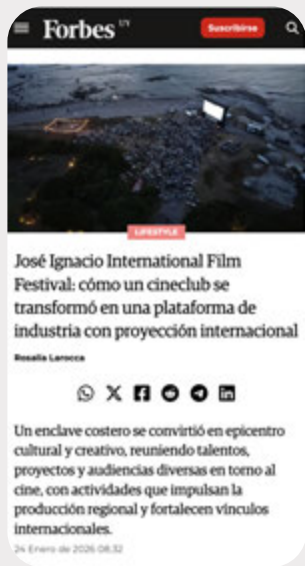 Forbes UY
Suscribirse
LIFESTYLE
José Ignacio International Film
Festival: cómo un cineclub se
transformó en una plataforma de
industria con proyección internacional
Rosalía Larocca
Un enclave costero se convirtió en epicentro
cultural y creativo, reuniendo talentos,
proyectos y audiencias diversas en torno al
cine, con actividades que impulsan la
producción regional y fortalecen vínculos
internacionales.
24 Enero de 2026 08.32